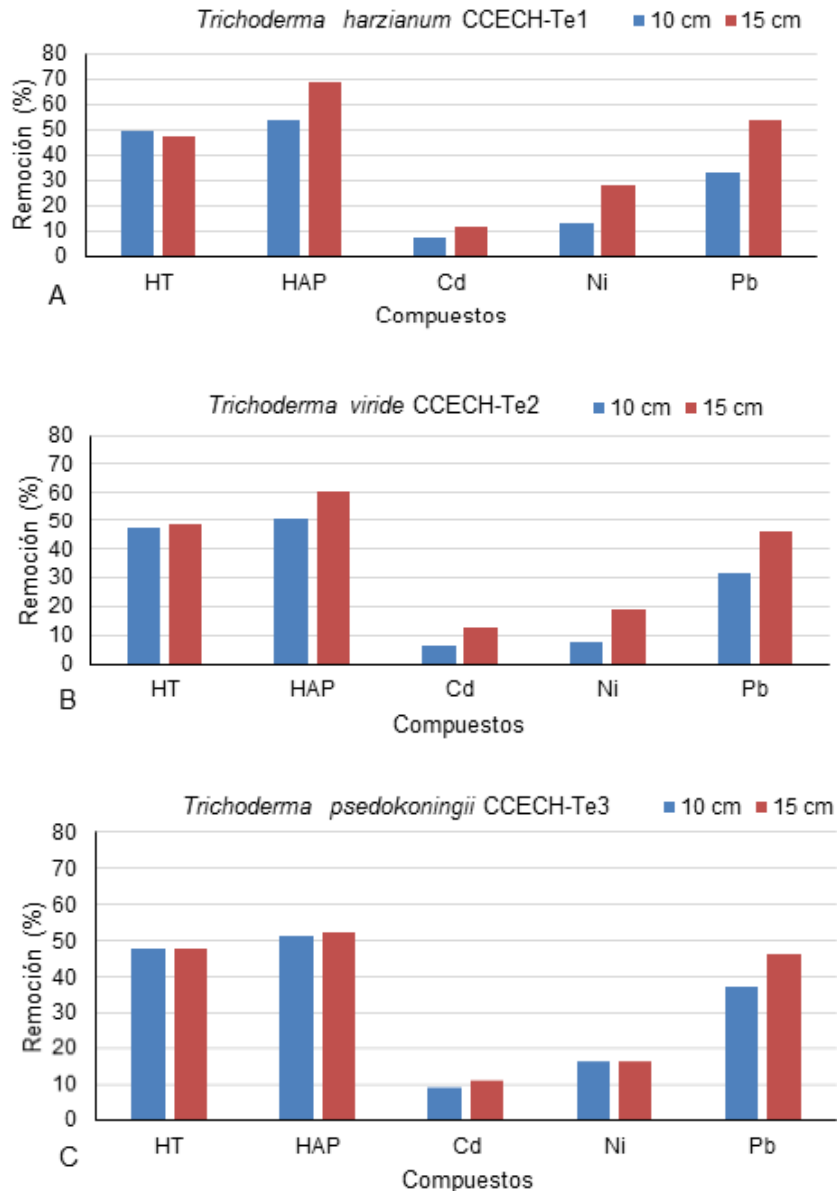 Trichoderma harzianum CCECH-Te1 10 cm 15 cm
80
70
60
50
40
30
20
10
0
Remoción (%)
HT HAP Cd Ni Pb
A
Compuestos
Trichoderma viride CCECH-Te2 10 cm 15 cm
80
70
60
50
40
30
20
10
0
Remoción (%)
HT HAP Cd Ni Pb
B
Compuestos
Trichoderma psedokoningii CCECH-Te3 10 cm 15 cm
80
70
60
50
40
30
20
10
0
Remoción (%)
HT HAP Cd Ni Pb
C
Compuestos